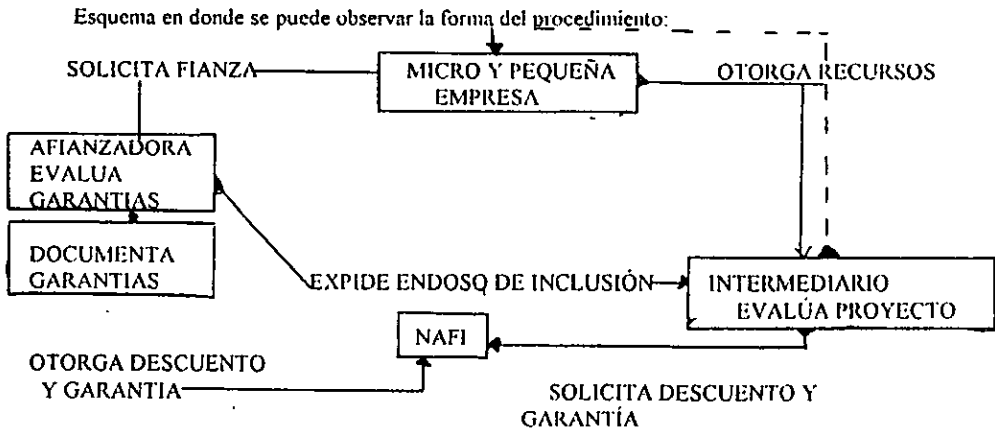 Esquema en donde se puede observar la forma del procedimiento:
SOLICITA FIANZA
MICRO Y PEQUEÑA
EMPRESA
OTORGA RECURSOS
AFIANZADORA
EVALUA
GARANTIAS
DOCUMENTA
GARANTIAS
EXPIDE ENDOSO DE INCLUSIÓN
INTERMEDIARIO
EVALÚA PROYECTO
NAFI
OTORGA DESCUENTO
Y GARANTIA
SOLICITA DESCUENTO Y
GARANTÍA